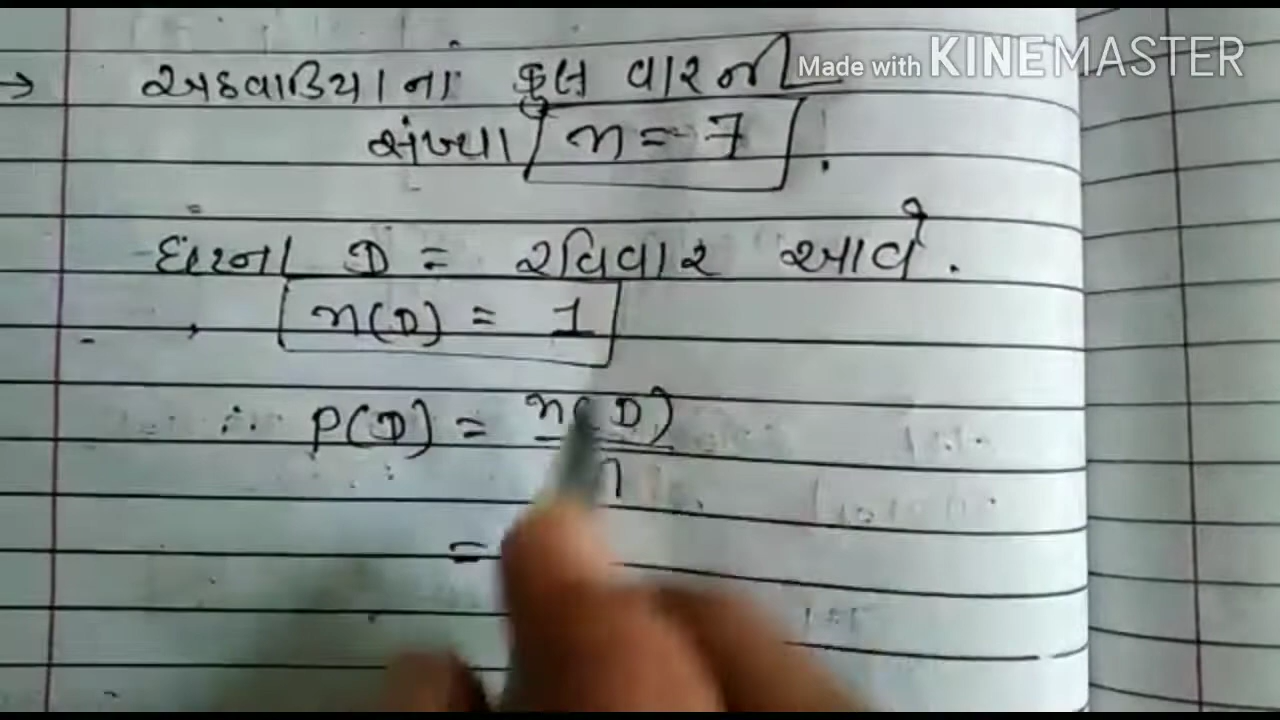 Made with KINEMASTER
→ અઠવાડિયાના કુલ વારની
સંખ્યા n = 7 .
ઘટના D = રવિવાર આવે.
n(D) = 1
∴ P(D) = n(D)
n
=